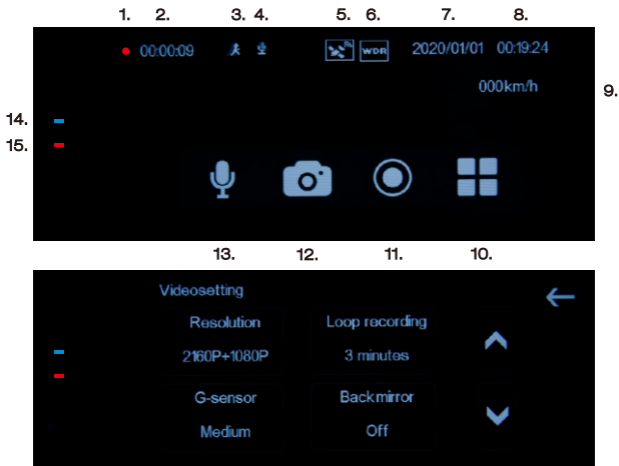 1. 2. 3. 4. 5. 6. 7. 8.
00:00:09 WDR 2020/01/01 00:19:24
000km/h 9.
14.
15.
13. 12. 11. 10.
Videosetting
Resolution Loop recording
2160P+1080P 3 minutes
G-sensor Backmirror
Medium Off